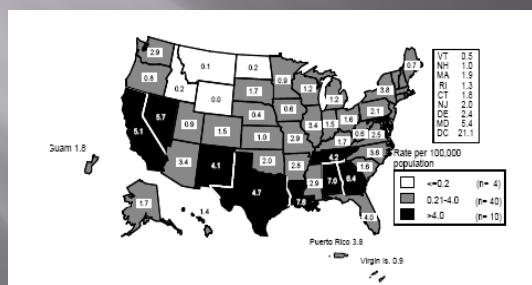 2.9
0.1
0.2
0.9
0.7
0.8
0.2
0.0
1.7
1.2
1.2
3.8
VT 0.5
NH 1.0
MA 1.9
RI 1.3
CT 1.8
NJ 2.0
DE 2.4
MD 5.4
DC 21.1
5.1
5.7
0.9
1.5
0.4
1.0
0.6
2.9
3.4
1.5
1.6
2.1
0.6
2.5
1.7
3.4
4.1
2.0
2.5
4.2
3.6
1.6
4.7
2.9
7.0
6.4
4.0
Guam 1.8
1.7
1.4
Puerto Rico 3.8
Virgin Is. 0.9
Rate per 100,000
population
<=0.2 (n= 4)
0.21-4.0 (n= 40)
>4.0 (n= 10)